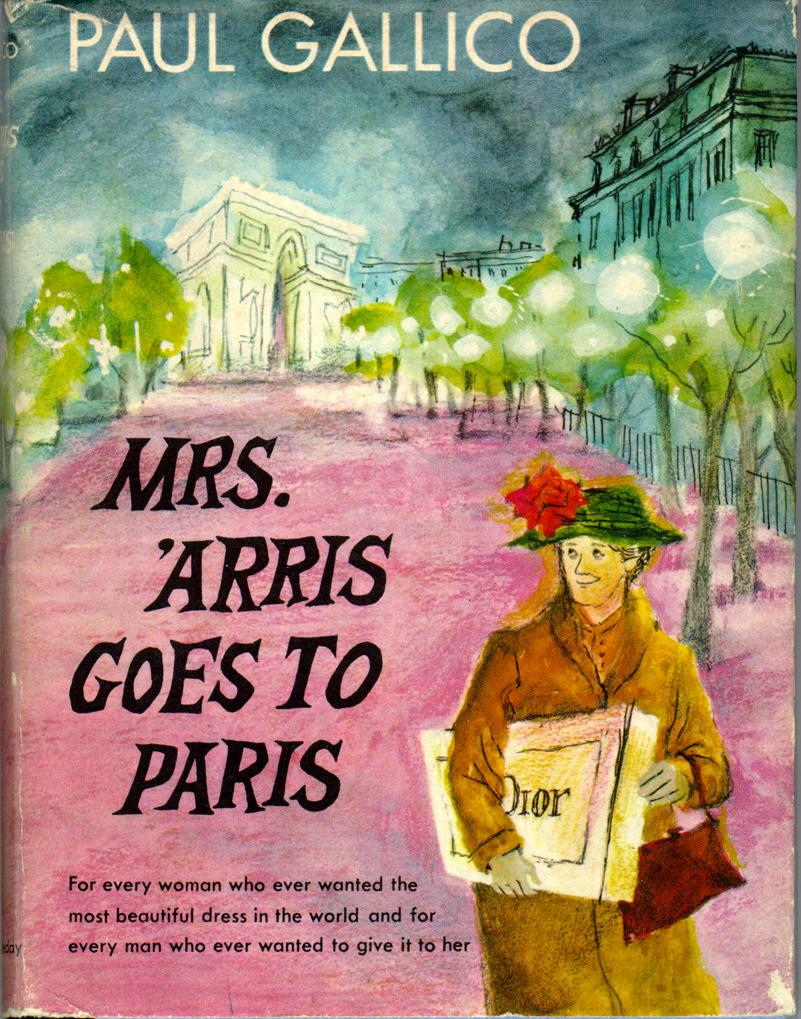 PAUL GALLICO
MRS.
'ARRIS
GOES TO
PARIS
Dior
For every woman who ever wanted the
most beautiful dress in the world and for
every man who ever wanted to give it to her